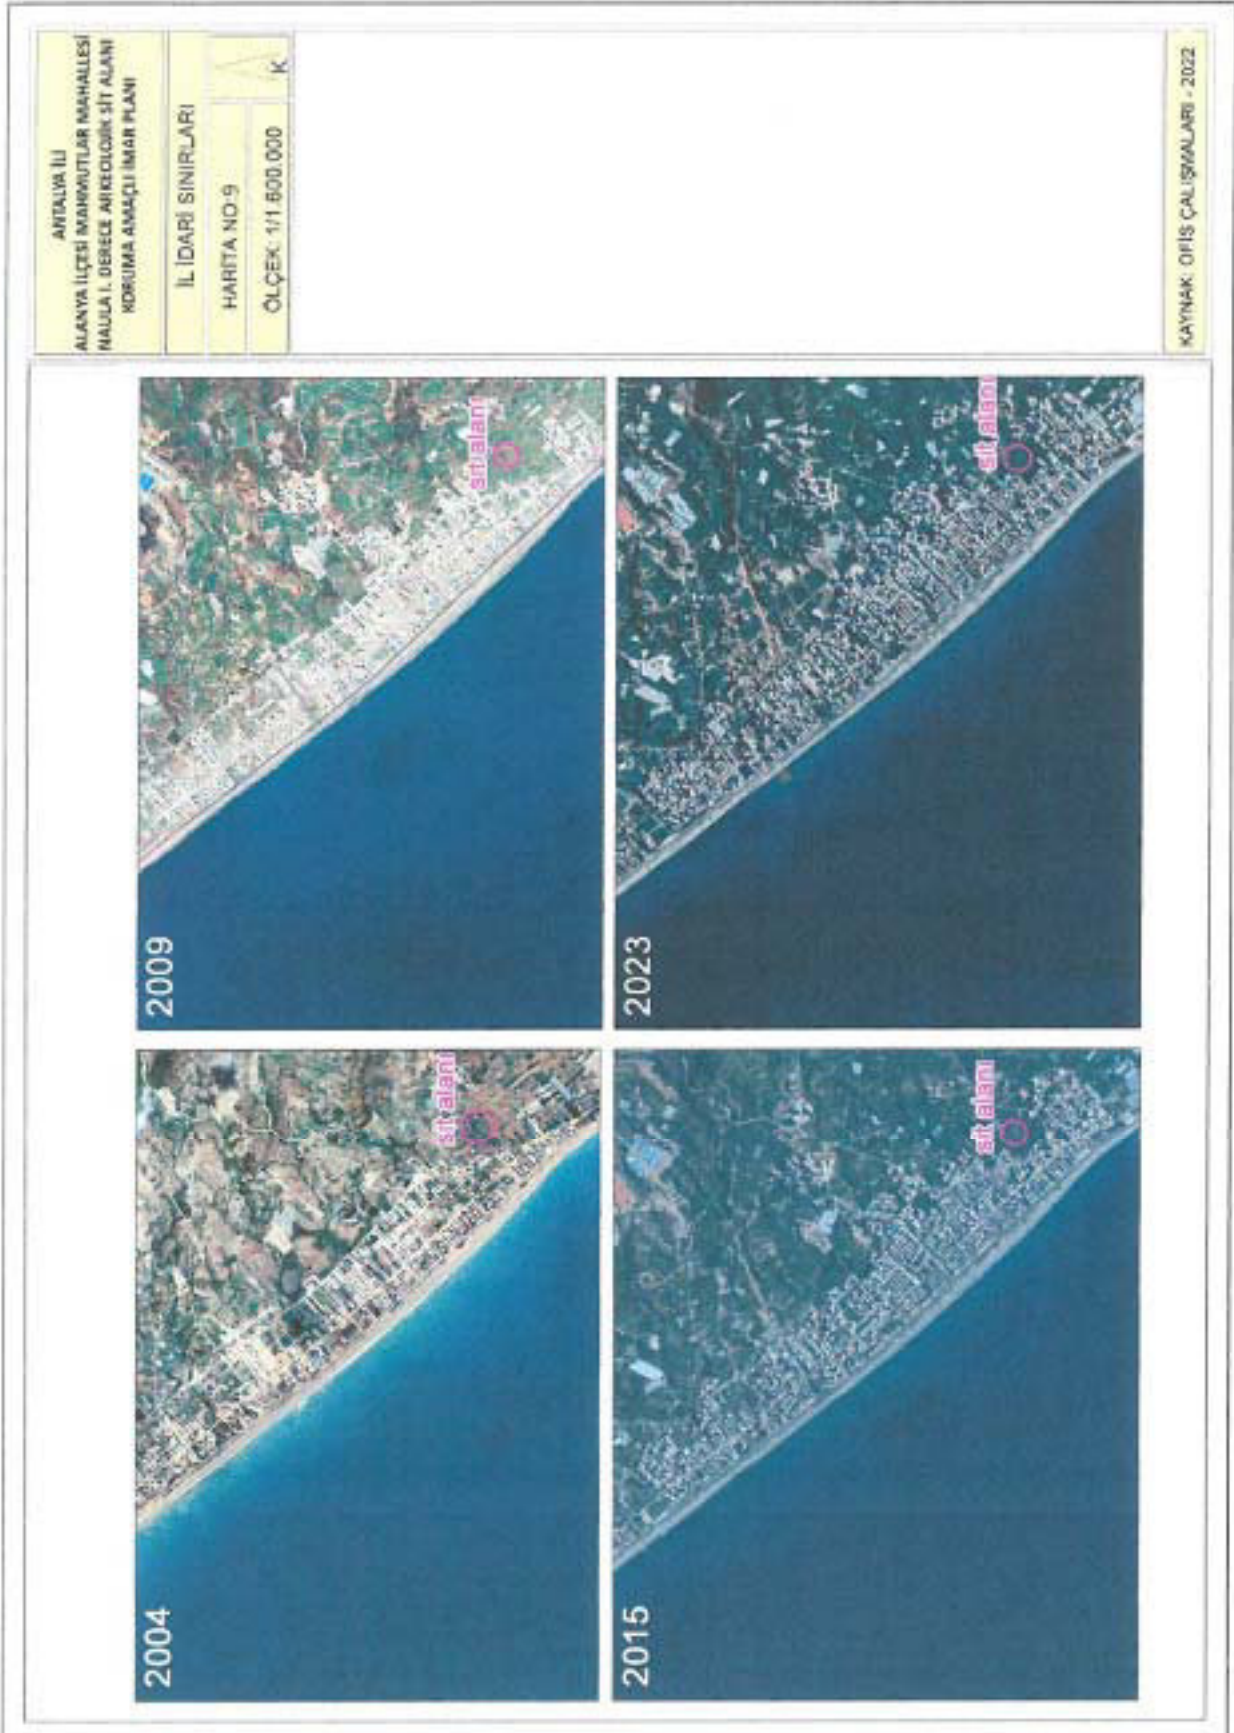 ANTALYA İLİ
ALANYA İLÇESİ MAHMUTLAR MAHALLESİ
NAULA I. DERECE ARKEOLOJİK SİT ALANI
KORUMA AMAÇLI İMAR PLANI
İL İDARİ SINIRLARI
HARİTA NO:9
K
ÖLÇEK: 1/1.600.000
2004
sit alanı
2009
sit alanı
2015
sit alanı
2023
sit alanı
KAYNAK: OFİS ÇALIŞMALARI - 2022